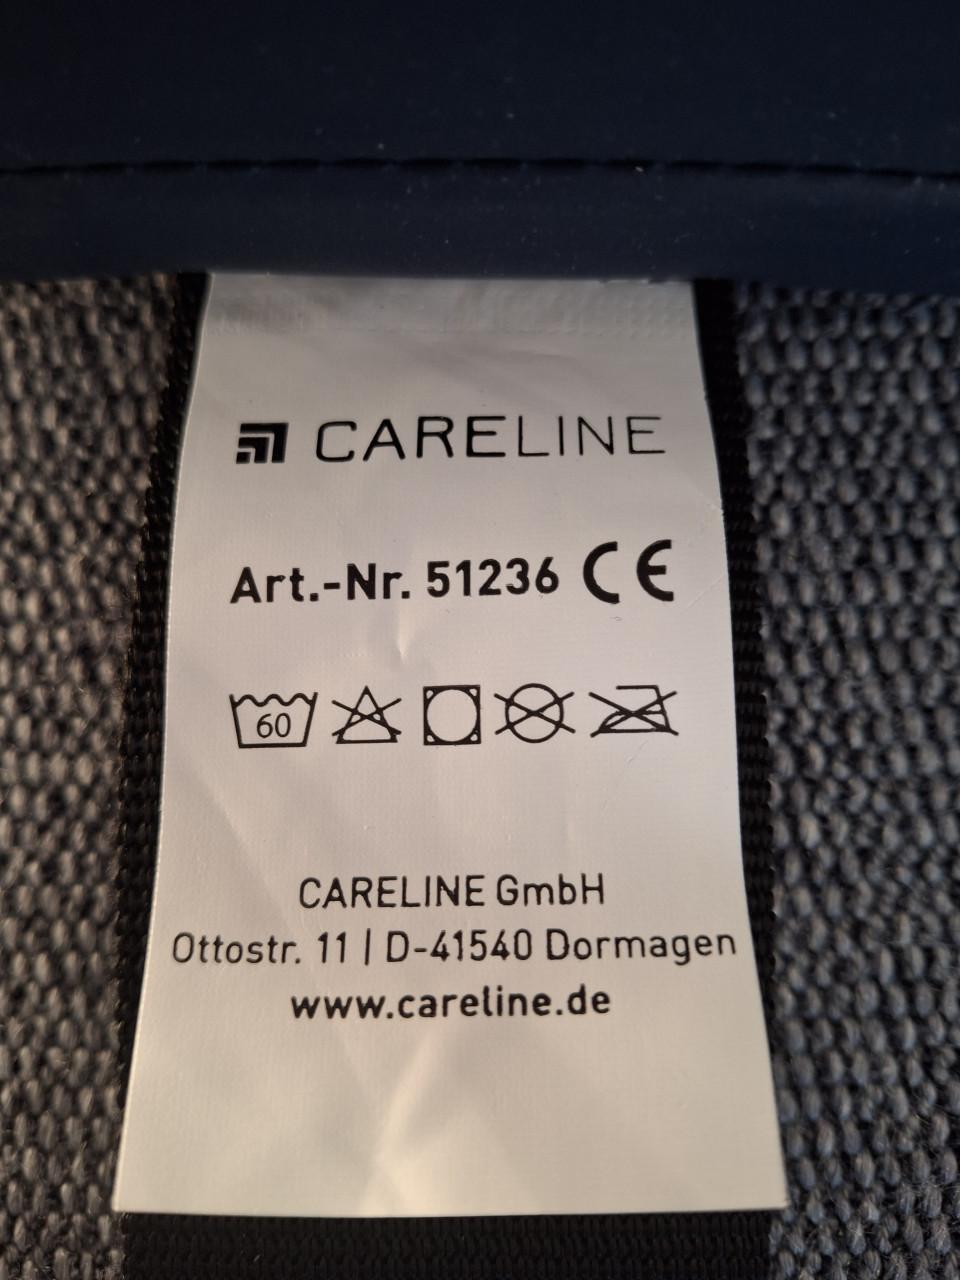 CARELINE
Art.-Nr. 51236 CE
60
CARELINE GmbH
Ottostr. 11 | D-41540 Dormagen
www.careline.de